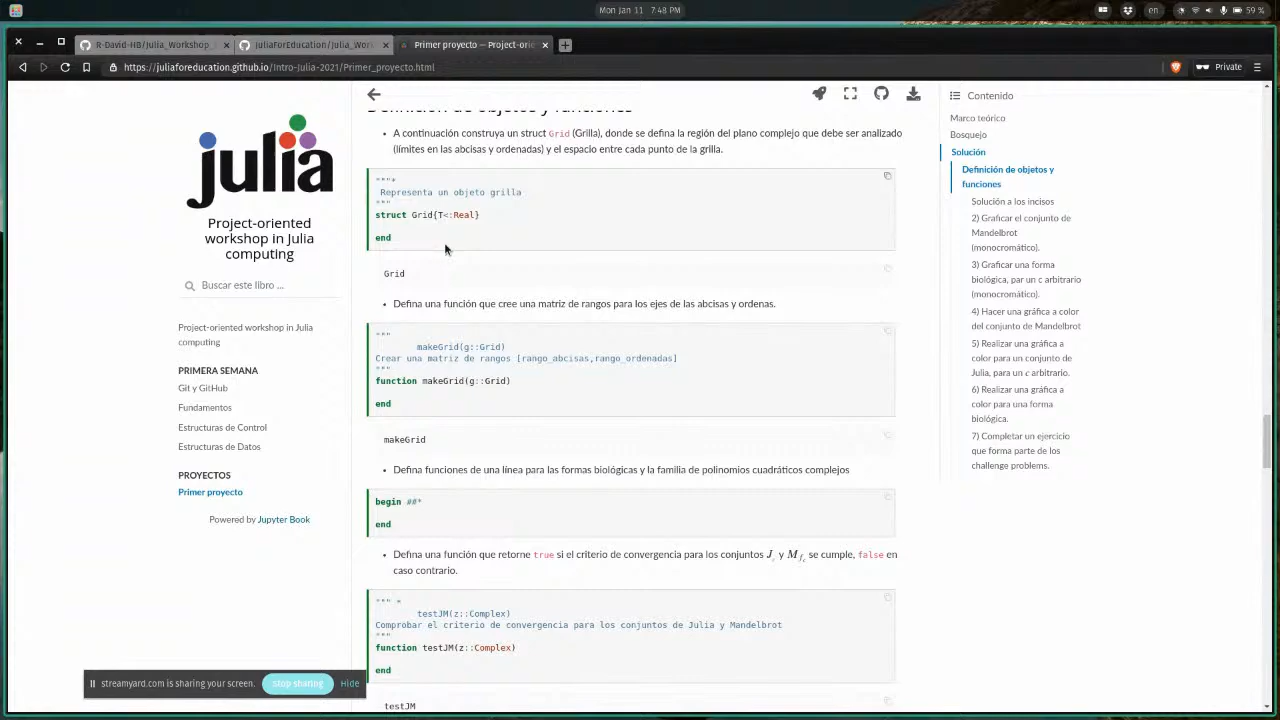 Mon Jan 11 7:48 PM
en
59 %
R-David-HB/Julia_Workshop_
JuliaForEducation/Julia_Wor
Primer proyecto — Project-orie
https://juliaforeducation.github.io/Intro-Julia-2021/Primer_proyecto.html
Private
julia
Project-oriented
workshop in Julia
computing
Buscar este libro ...
Project-oriented workshop in Julia
computing
PRIMERA SEMANA
Git y GitHub
Fundamentos
Estructuras de Control
Estructuras de Datos
PROYECTOS
Primer proyecto
Powered by Jupyter Book
Definición de objetos y funciones
• A continuación construya un struct Grid (Grilla), donde se defina la región del plano complejo que debe ser analizado
(límites en las abcisas y ordenadas) y el espacio entre cada punto de la grilla.
""""*
Representa un objeto grilla
"""
struct Grid{T<:Real}
end
Grid
• Defina una función que cree una matriz de rangos para los ejes de las abcisas y ordenas.
"""
makeGrid(g::Grid)
Crear una matriz de rangos [rango_abcisas,rango_ordenadas]
"""
function makeGrid(g::Grid)
end
makeGrid
• Defina funciones de una línea para las formas biológicas y la familia de polinomios cuadráticos complejos
begin ##*
end
• Defina una función que retorne true si el criterio de convergencia para los conjuntos J_c y M_{f_c} se cumple, false en
caso contrario.
""" *
testJM(z::Complex)
Comprobar el criterio de convergencia para los conjuntos de Julia y Mandelbrot
"""
function testJM(z::Complex)
end
testJM
Contenido
Marco teórico
Bosquejo
Solución
Definición de objetos y
funciones
Solución a los incisos
2) Graficar el conjunto de
Mandelbrot
(monocromático).
3) Graficar una forma
biológica, par un c arbitrario
(monocromático).
4) Hacer una gráfica a color
del conjunto de Mandelbrot
5) Realizar una gráfica a
color para un conjunto de
Julia, para un c arbitrario.
6) Realizar una gráfica a
color para una forma
biológica.
7) Completar un ejercicio
que forma parte de los
challenge problems.
streamyard.com is sharing your screen.
Stop sharing
Hide